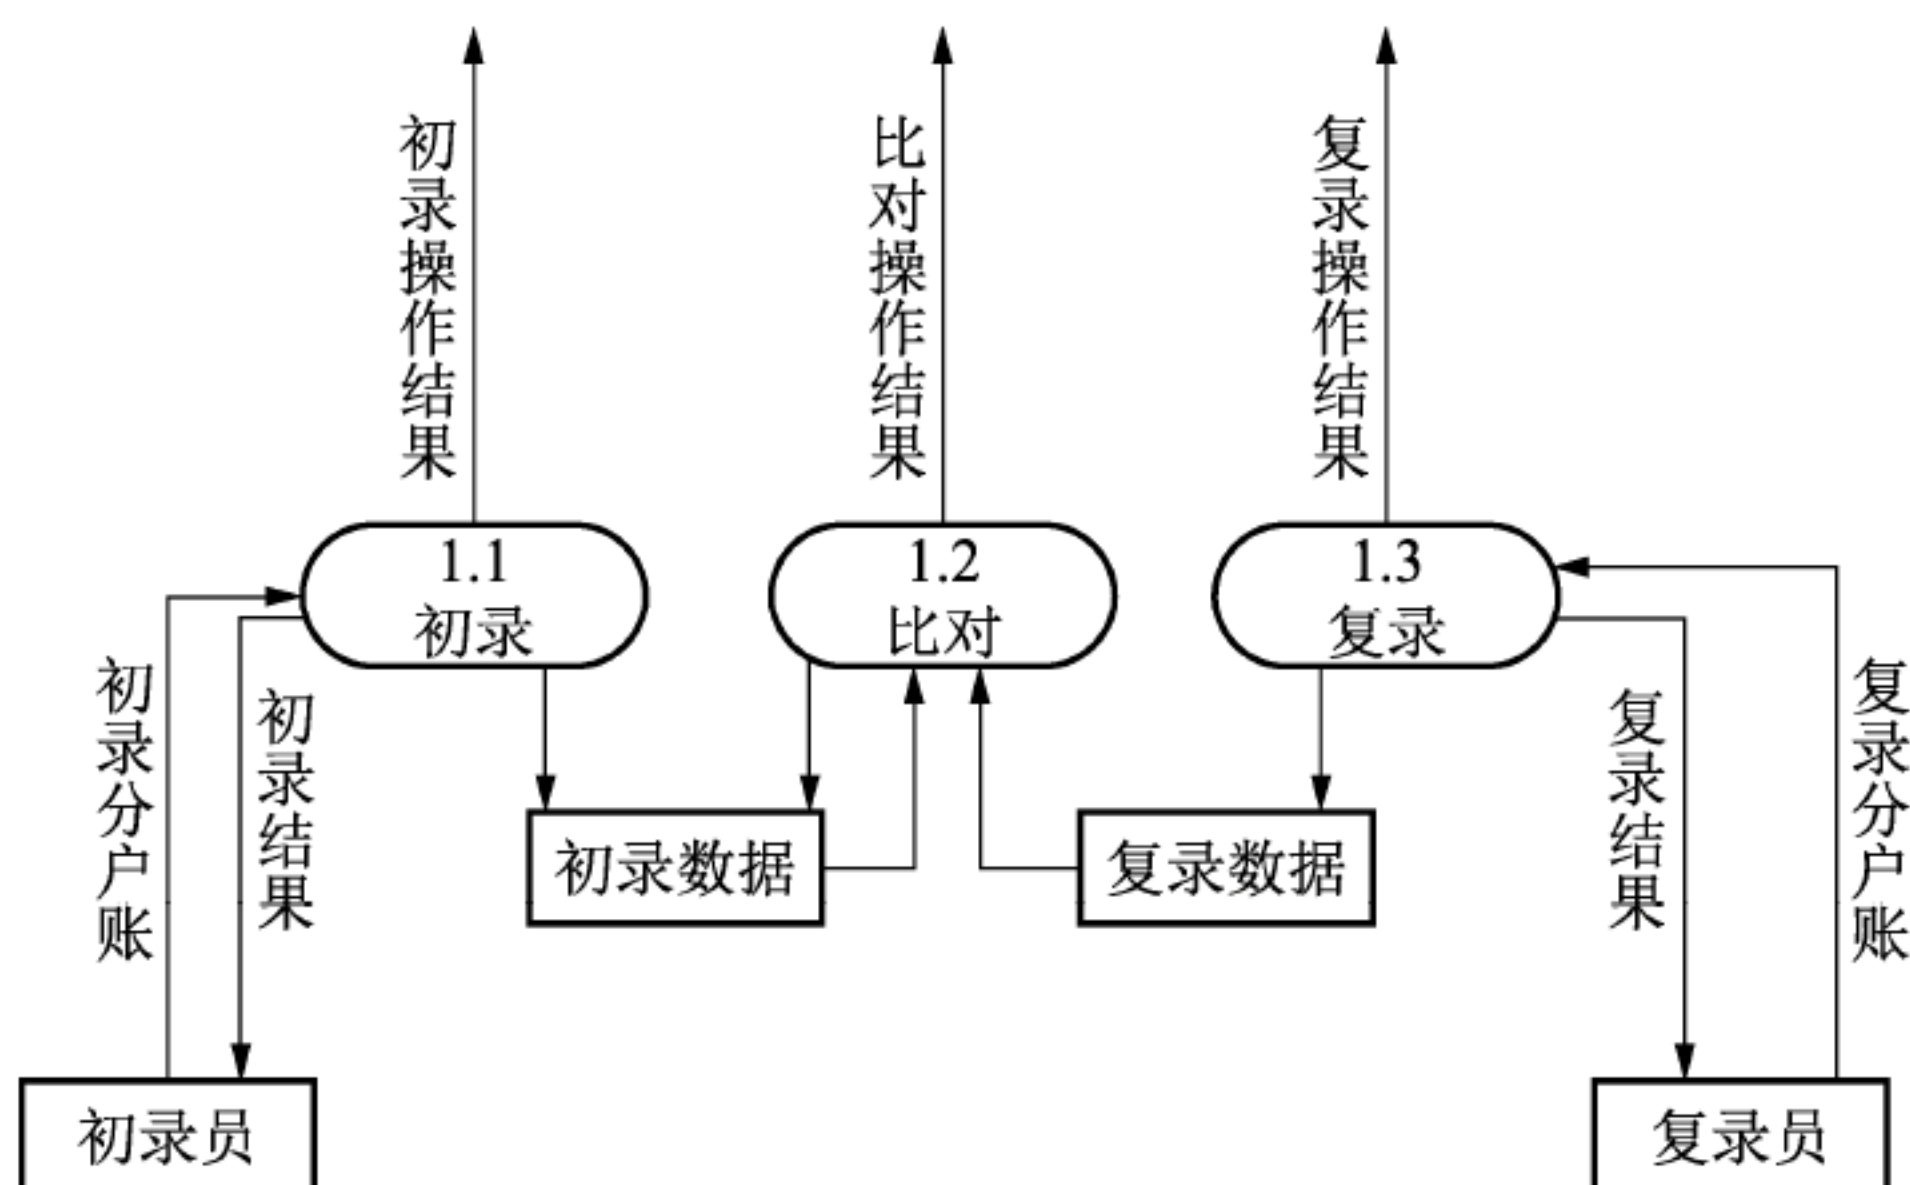 初录操作结果
比对操作结果
复录操作结果
1.1
初录
1.2
比对
1.3
复录
初录分户账
初录结果
复录结果
复录分户账
初录数据
复录数据
初录员
复录员